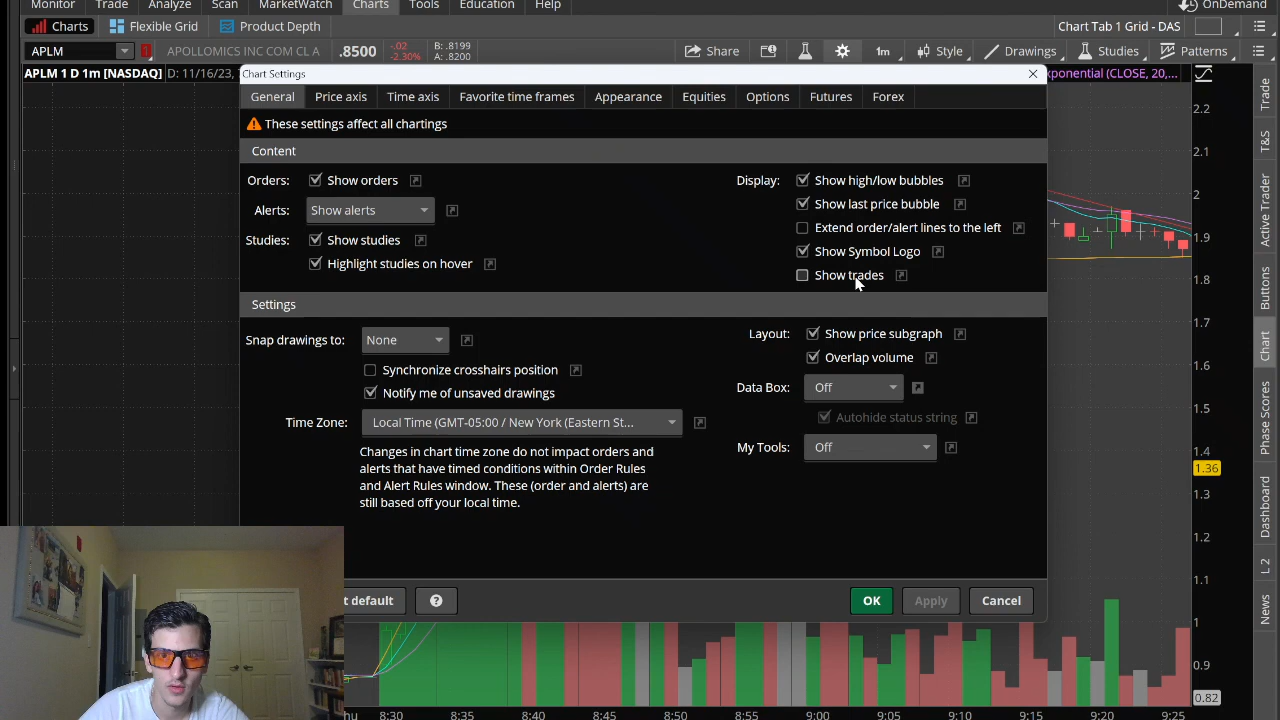 Monitor Trade Analyze Scan MarketWatch Charts Tools Education Help OnDemand
Charts Flexible Grid Product Depth Chart Tab 1 Grid - DAS
APLM 1 APOLLOMICS INC COM CL A .8500 -.02 -2.30% B: .8199 A: .8200 Share 1m Style Drawings Studies Patterns
APLM 1 D 1m [NASDAQ] D: 11/16/23, xponential (CLOSE, 20,...
Chart Settings
General Price axis Time axis Favorite time frames Appearance Equities Options Futures Forex
These settings affect all chartings
Content
Orders: Show orders
Alerts: Show alerts
Studies: Show studies
Highlight studies on hover
Display: Show high/low bubbles
Show last price bubble
Extend order/alert lines to the left
Show Symbol Logo
Show trades
Settings
Snap drawings to: None
Synchronize crosshairs position
Notify me of unsaved drawings
Time Zone: Local Time (GMT-05:00 / New York (Eastern St...
Changes in chart time zone do not impact orders and
alerts that have timed conditions within Order Rules
and Alert Rules window. These (order and alerts) are
still based off your local time.
Layout: Show price subgraph
Overlap volume
Data Box: Off
Autohide status string
My Tools: Off
t default ? OK Apply Cancel
2.2
2.1
2
1.9
1.8
1.7
1.6
1.5
1.4
1.36
1.3
1.2
1.1
1
0.9
0.82
hu 8:30 8:35 8:40 8:45 8:50 8:55 9:00 9:05 9:10 9:15 9:20 9:25
Trade
T&S
Active Trader
Buttons
Chart
Phase Scores
Dashboard
L 2
News